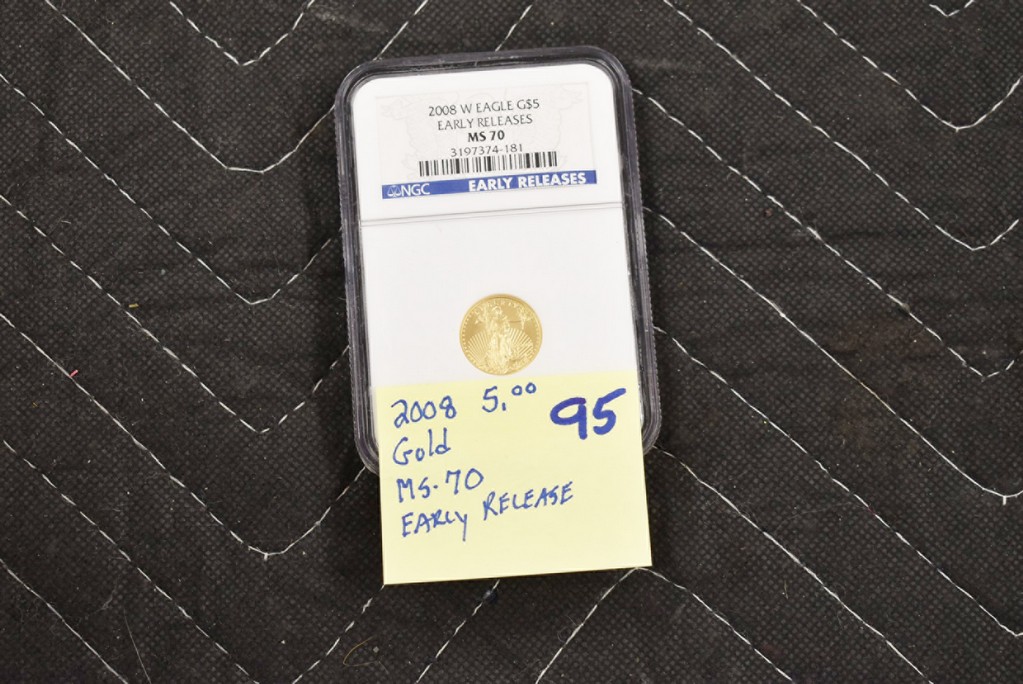 2008 W EAGLE G$5
EARLY RELEASES
MS 70
3197374-181
NGC EARLY RELEASES
2008 5.00 95
Gold
MS-70
EARLY RELEASE